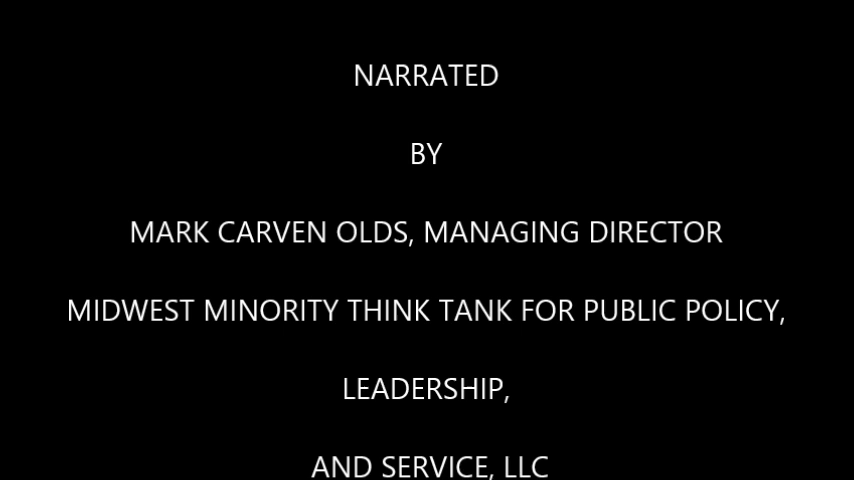 NARRATED
BY
MARK CARVEN OLDS, MANAGING DIRECTOR
MIDWEST MINORITY THINK TANK FOR PUBLIC POLICY,
LEADERSHIP,
AND SERVICE, LLC